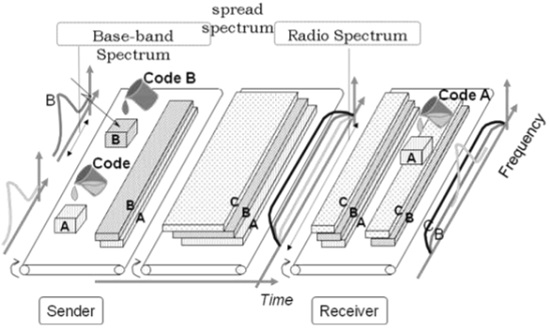 spread
spectrum
Base-band
Spectrum
Radio Spectrum
Code B
B
B
Code
A
B
A
C
B
A
C
B
A
Code A
A
C
B
A
C
B
Frequency
Time
Sender
Receiver